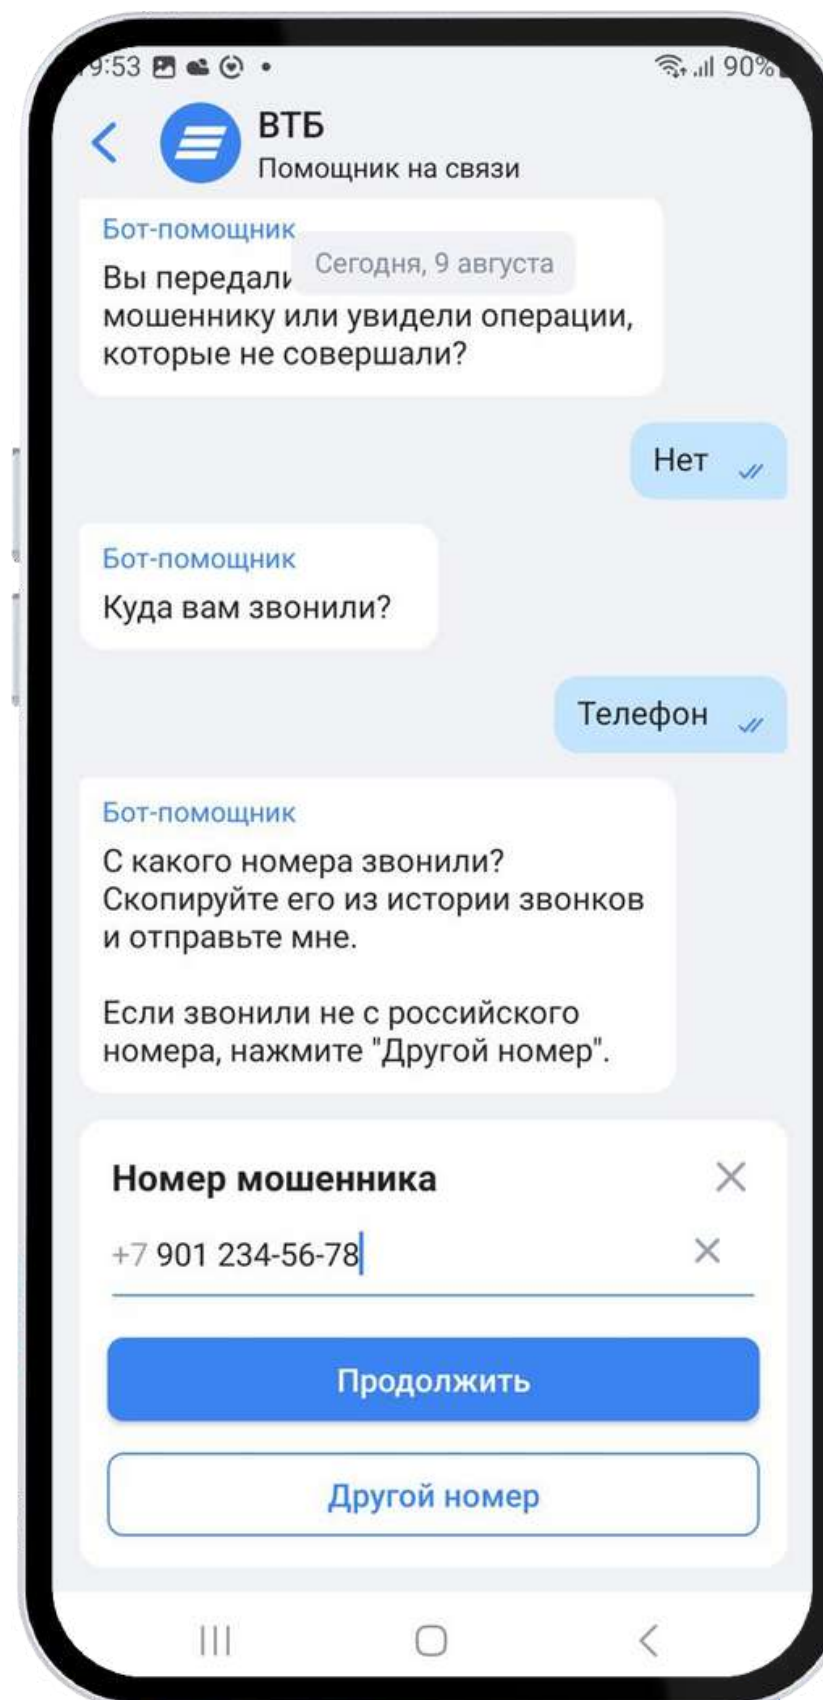 9:53 90%
ВТБ
Помощник на связи
Бот-помощник
Сегодня, 9 августа
Вы передали
мошеннику или увидели операции,
которые не совершали?
Нет
Бот-помощник
Куда вам звонили?
Телефон
Бот-помощник
С какого номера звонили?
Скопируйте его из истории звонков
и отправьте мне.
Если звонили не с российского
номера, нажмите "Другой номер".
Номер мошенника
+7 901 234-56-78
Продолжить
Другой номер